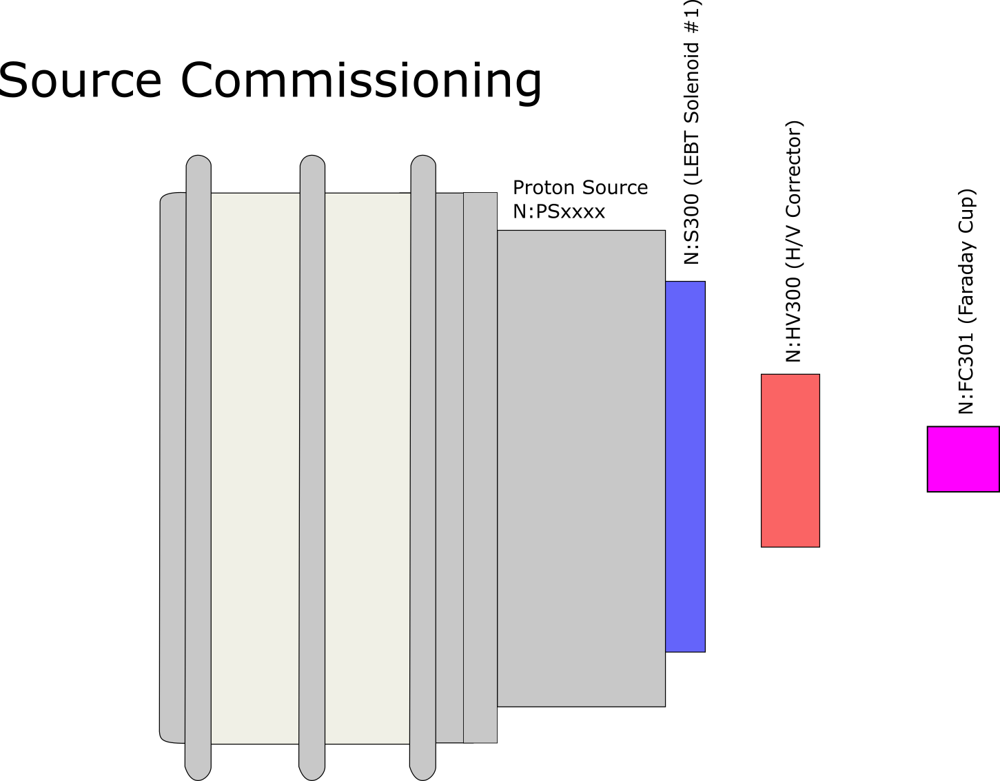 Source Commissioning
Proton Source
N:PSxxxx
N:S300 (LEBT Solenoid #1)
N:HV300 (H/V Corrector)
N:FC301 (Faraday Cup)